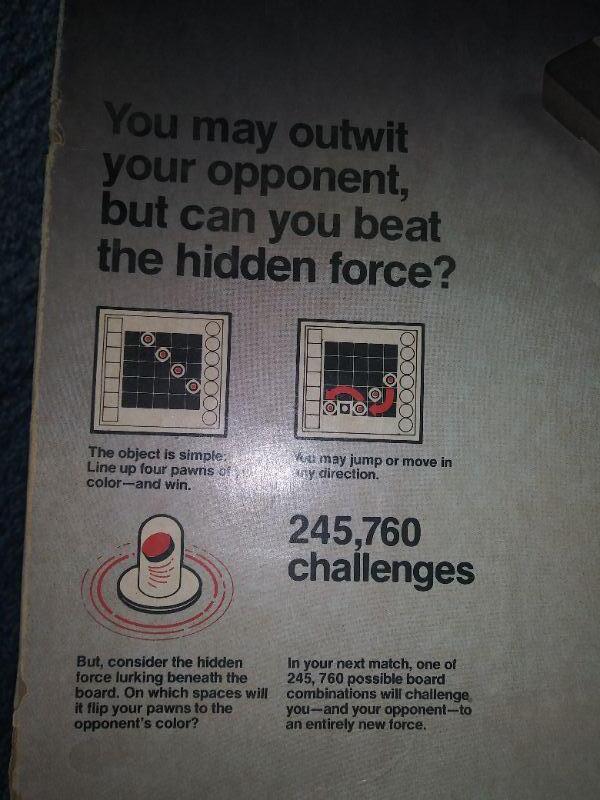 You may outwit
your opponent,
but can you beat
the hidden force?
The object is simple:
Line up four pawns of
color—and win.
You may jump or move in
any direction.
But, consider the hidden
force lurking beneath the
board. On which spaces will
it flip your pawns to the
opponent's color?
245,760
challenges
In your next match, one of
245, 760 possible board
combinations will challenge
you—and your opponent—to
an entirely new force.